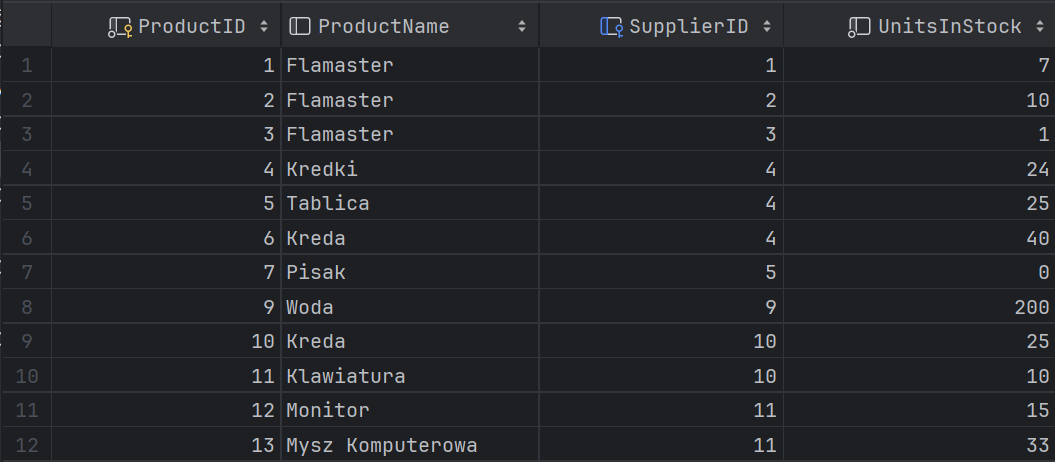 ProductID ProductName SupplierID UnitsInStock
1 1 Flamaster 1 7
2 2 Flamaster 2 10
3 3 Flamaster 3 1
4 4 Kredki 4 24
5 5 Tablica 4 25
6 6 Kreda 4 40
7 7 Pisak 5 0
8 9 Woda 9 200
9 10 Kreda 10 25
10 11 Klawiatura 10 10
11 12 Monitor 11 15
12 13 Mysz Komputerowa 11 33